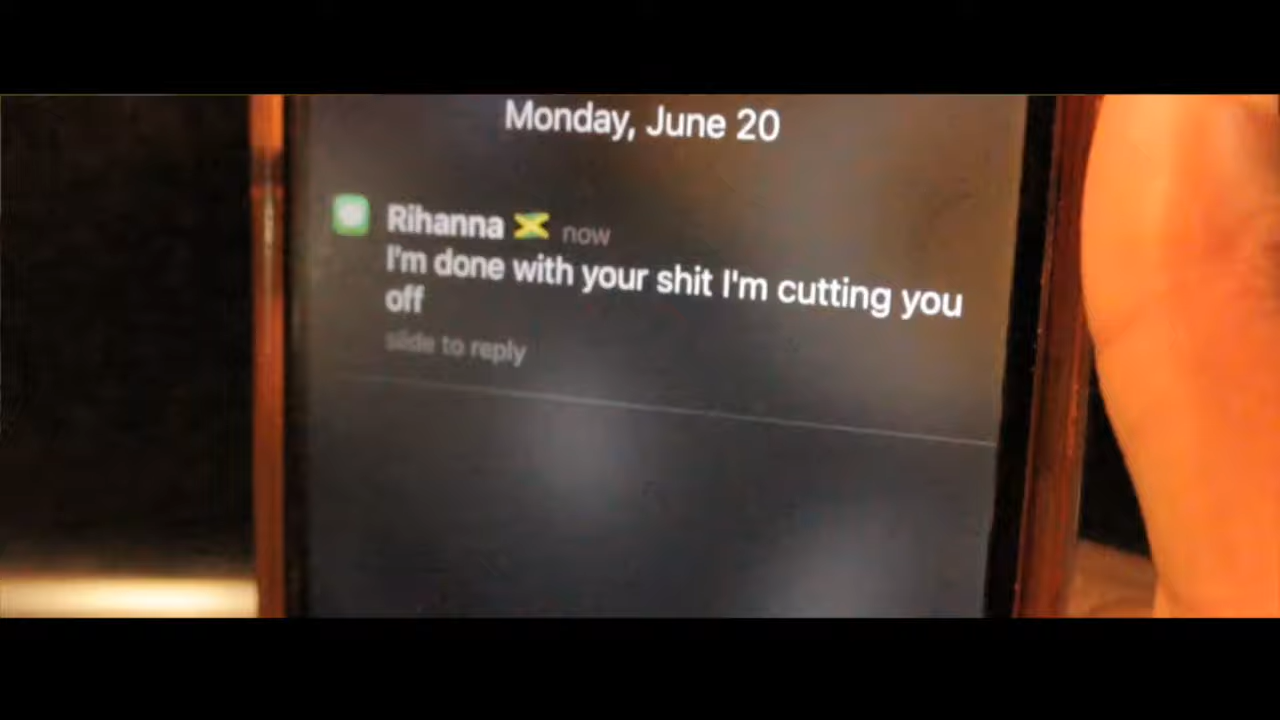 Monday, June 20
Rihanna 🇯🇲 now
I'm done with your shit I'm cutting you
off
slide to reply